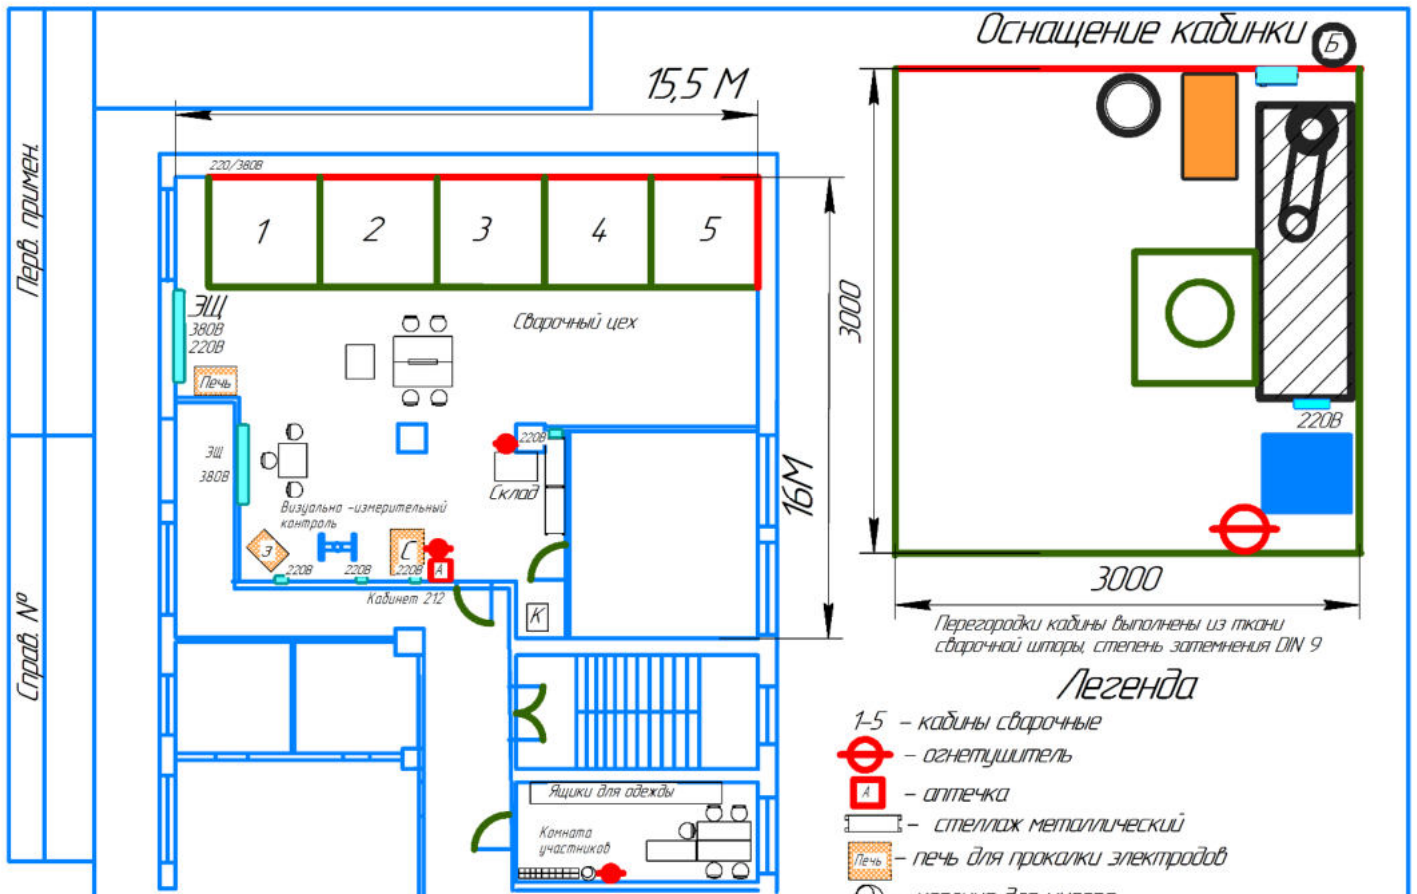 Оснащение кабинки
Б
15,5 М
Перв. примен.
220/380В
1 2 3 4 5
ЭЩ
380В
220В
Печь
Сварочный цех
3000
220В
ЭЩ
380В
220В
Склад
16М
Визуально -измерительный
контроль
Э
С
А
220В 220В 220В
Кабинет 212
К
3000
Перегородки кабины выполнены из ткани
сварочной шторы, степень затемнения DIN 9
Справ. №
Легенда
1-5 - кабины сварочные
- огнетушитель
А - аптечка
- стеллаж металлический
Печь - печь для прокалки электродов
Ящики для одежды
Комната
участников